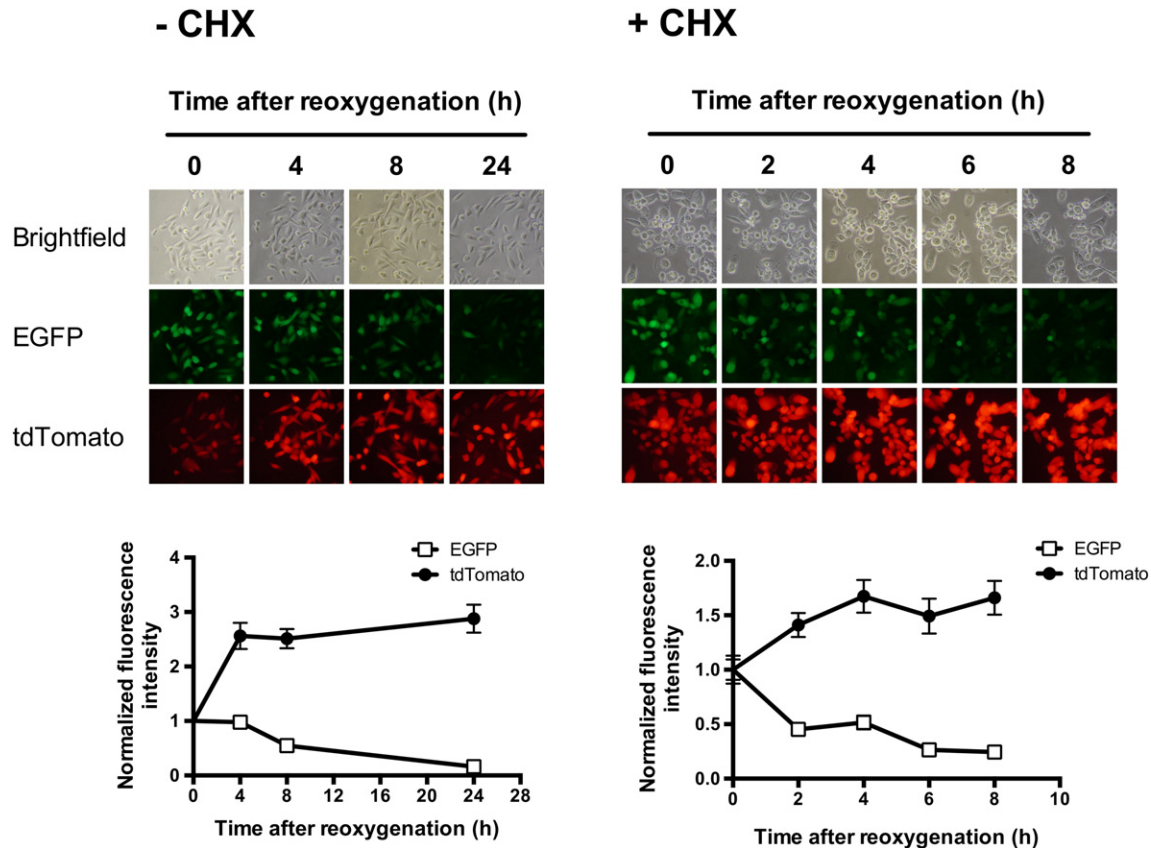 - CHX
+ CHX
Time after reoxygenation (h)
Time after reoxygenation (h)
0 4 8 24
0 2 4 6 8
Brightfield
EGFP
tdTomato
EGFP
tdTomato
4
3
2
1
0
0 4 8 12 16 20 24 28
Normalized fluorescence
intensity
Time after reoxygenation (h)
EGFP
tdTomato
2.0
1.5
1.0
0.5
0.0
0 2 4 6 8 10
Normalized fluorescence
intensity
Time after reoxygenation (h)